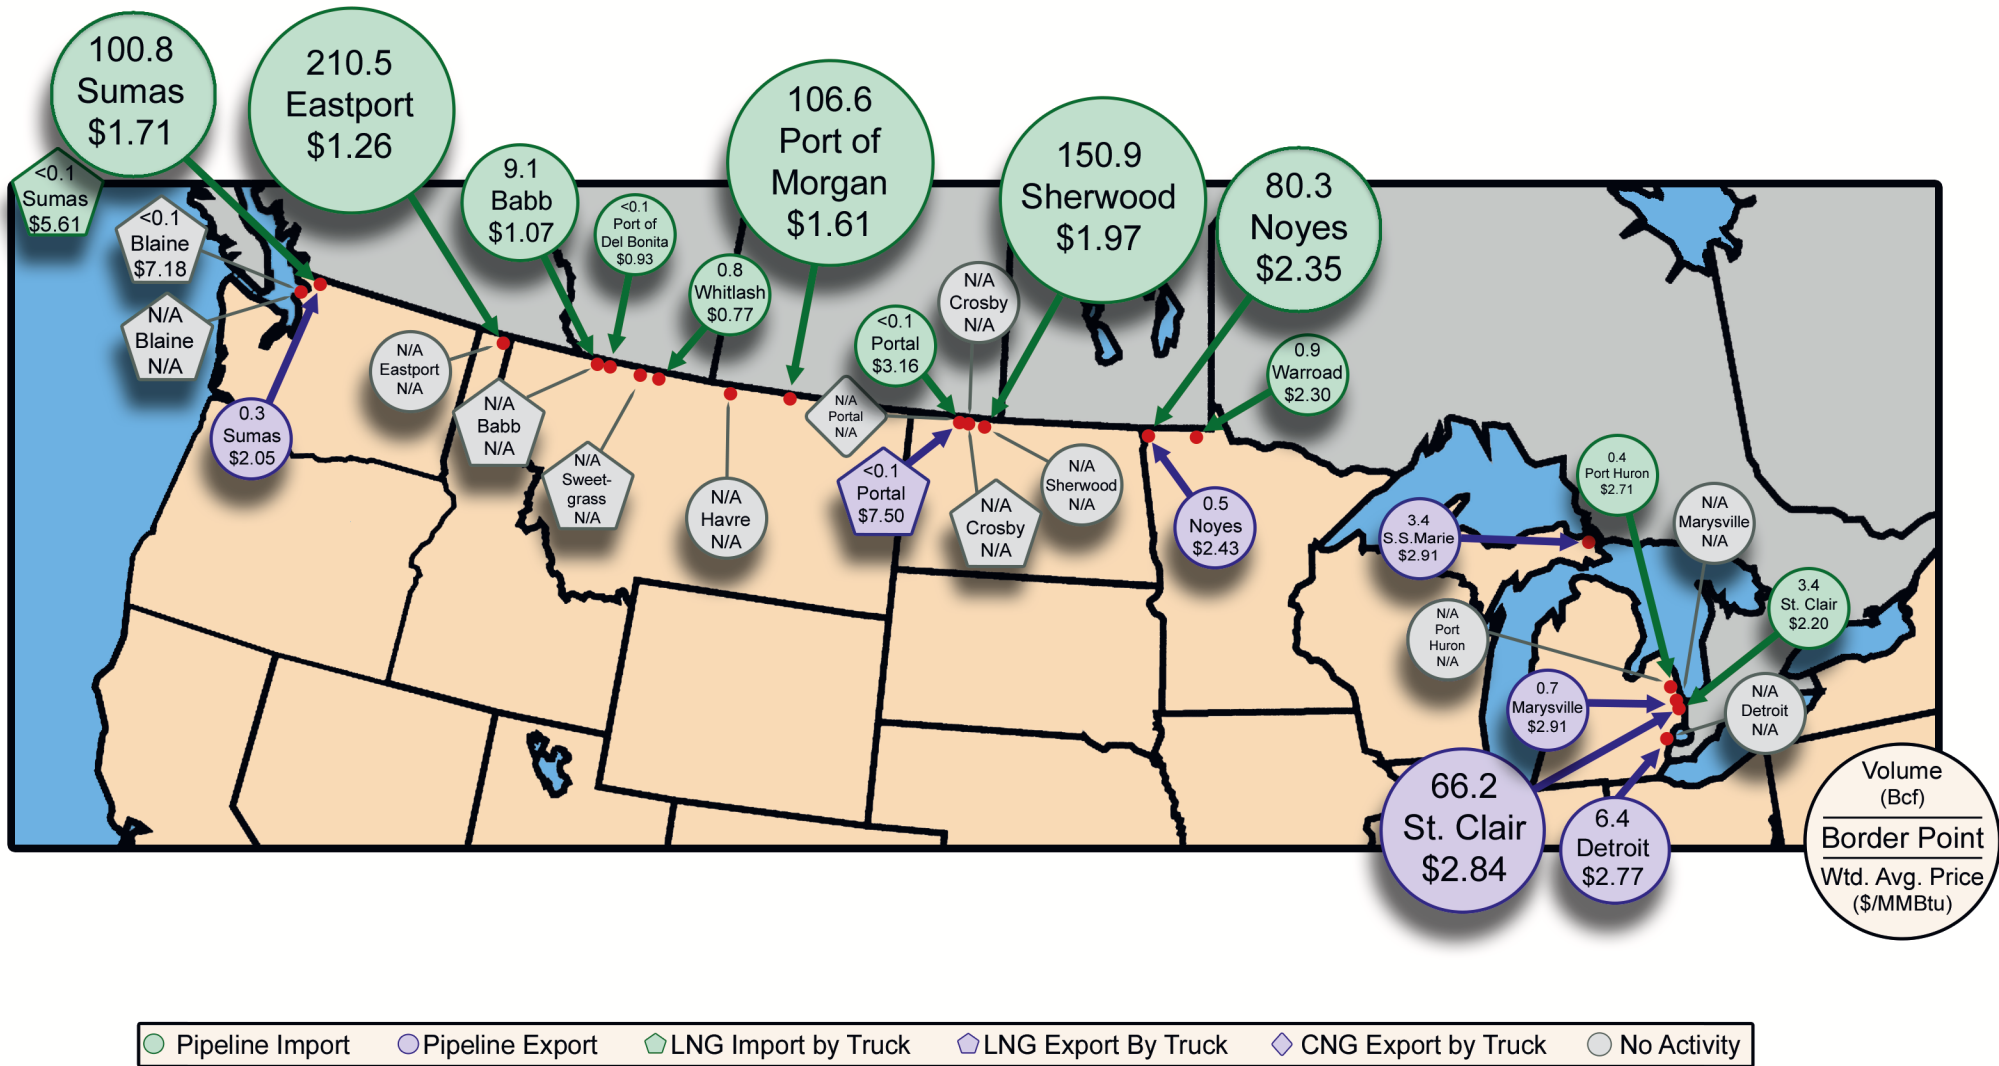 100.8
Sumas
$1.71
210.5
Eastport
$1.26
<0.1
Sumas
$5.61
<0.1
Blaine
$7.18
N/A
Blaine
N/A
0.3
Sumas
$2.05
N/A
Eastport
N/A
9.1
Babb
$1.07
<0.1
Port of
Del Bonita
$0.93
0.8
Whitlash
$0.77
106.6
Port of
Morgan
$1.61
N/A
Babb
N/A
N/A
Sweet-
grass
N/A
N/A
Havre
N/A
N/A
Portal
N/A
<0.1
Portal
$3.16
N/A
Crosby
N/A
150.9
Sherwood
$1.97
80.3
Noyes
$2.35
0.9
Warroad
$2.30
<0.1
Portal
$7.50
N/A
Crosby
N/A
N/A
Sherwood
N/A
0.5
Noyes
$2.43
3.4
S.S.Marie
$2.91
0.4
Port Huron
$2.71
N/A
Marysville
N/A
3.4
St. Clair
$2.20
N/A
Port
Huron
N/A
0.7
Marysville
$2.91
N/A
Detroit
N/A
66.2
St. Clair
$2.84
6.4
Detroit
$2.77
Volume
(Bcf)
Border Point
Wtd. Avg. Price
($/MMBtu)
Pipeline Import
Pipeline Export
LNG Import by Truck
LNG Export By Truck
CNG Export by Truck
No Activity